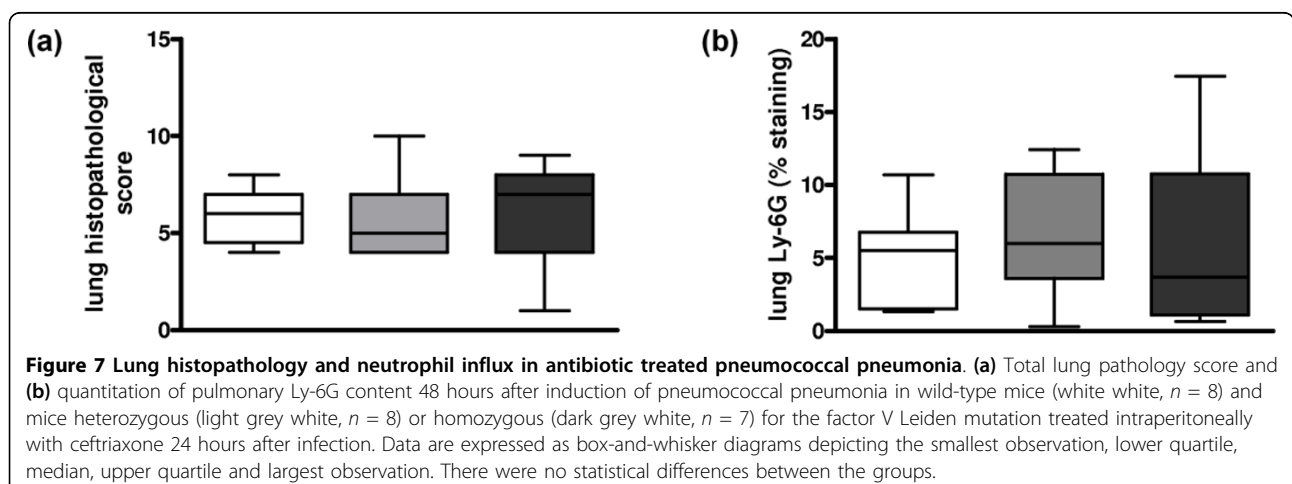 (a)
lung histopathological
score
15
10
5
0
(b)
lung Ly-6G (% staining)
20
15
10
5
0
Figure 7 Lung histopathology and neutrophil influx in antibiotic treated pneumococcal pneumonia. (a) Total lung pathology score and
(b) quantitation of pulmonary Ly-6G content 48 hours after induction of pneumococcal pneumonia in wild-type mice (white white, n = 8) and
mice heterozygous (light grey white, n = 8) or homozygous (dark grey white, n = 7) for the factor V Leiden mutation treated intraperitoneally
with ceftriaxone 24 hours after infection. Data are expressed as box-and-whisker diagrams depicting the smallest observation, lower quartile,
median, upper quartile and largest observation. There were no statistical differences between the groups.